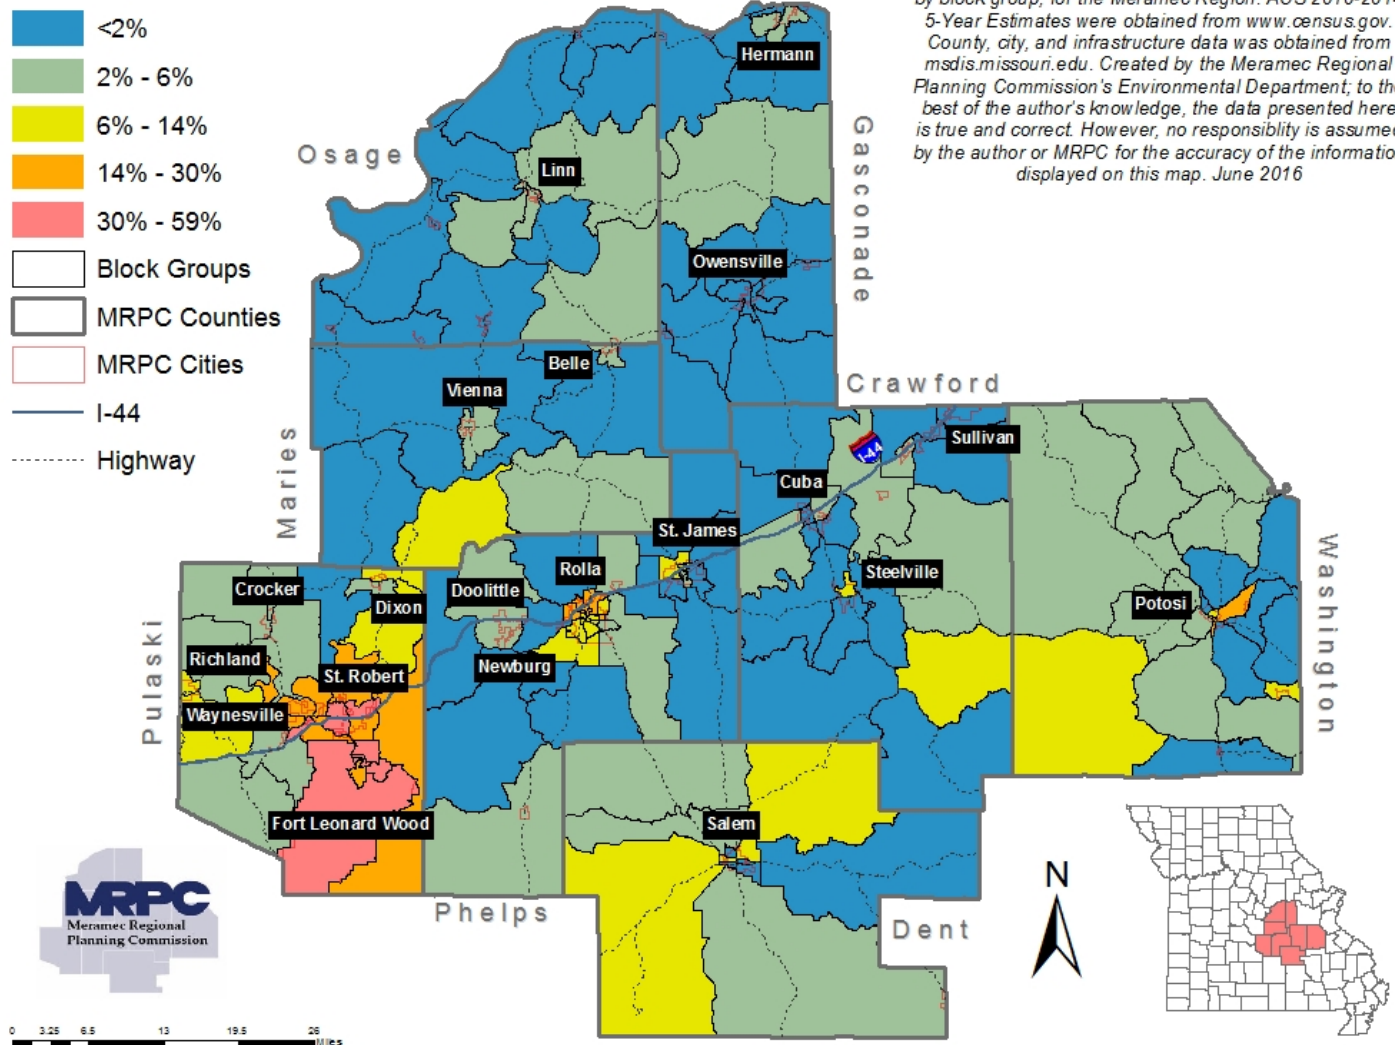 <2%
2% - 6%
6% - 14%
14% - 30%
30% - 59%
Block Groups
MRPC Counties
MRPC Cities
I-44
Highway
5-Year Estimates were obtained from www.census.gov.
County, city, and infrastructure data was obtained from
msdis.missouri.edu. Created by the Meramec Regional
Planning Commission's Environmental Department; to the
best of the author's knowledge, the data presented here
is true and correct. However, no responsiblity is assumed
by the author or MRPC for the accuracy of the information
displayed on this map. June 2016
Hermann
Osage
Linn
Gasconade
Owensville
Belle
Vienna
Crawford
Maries
I-44
Sullivan
Cuba
St. James
Rolla
Steelville
Washington
Crocker
Dixon
Doolittle
Potosi
Pulaski
Richland
St. Robert
Newburg
Waynesville
Fort Leonard Wood
Salem
Phelps
Dent
N
MRPC
Meramec Regional
Planning Commission
0 3.25 6.5 13 19.5 26
Miles